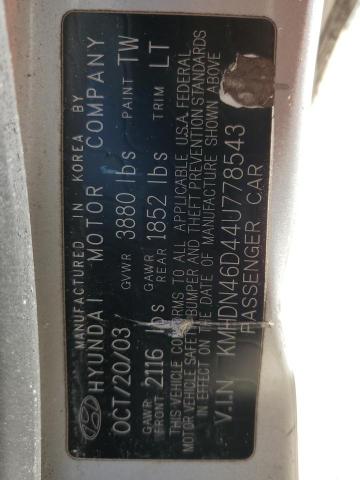 MANUFACTURED IN KOREA BY
HYUNDAI MOTOR COMPANY
OCT/20/03 GVWR 3880 lbs PAINT TW
GAWR FRONT 2116 lbs GAWR REAR 1852 lbs TRIM LT
THIS VEHICLE CONFORMS TO ALL APPLICABLE U.S.A. FEDERAL
MOTOR VEHICLE SAFETY BUMPER AND THEFT PREVENTION STANDARDS
IN EFFECT ON THE DATE OF MANUFACTURE SHOWN ABOVE
V.I.N KMHDN46D44U778543
PASSENGER CAR